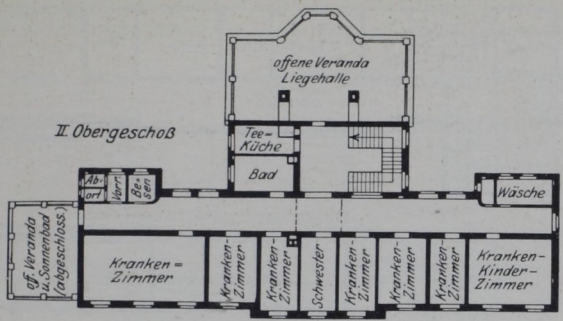 offene Veranda
Liegehalle
II. Obergeschoß
Tee-
Küche
Bad
Ab-
ort
Vorr.
Be-
sen
Wäsche
off. Veranda
u. Sonnenbad
(abgeschloss.)
Kranken=
Zimmer
Kranken-
Zimmer
Kranken-
Zimmer
Schwester
Kranken-
Zimmer
Kranken-
Zimmer
Kranken-
Zimmer
Kranken-
Kinder-
Zimmer